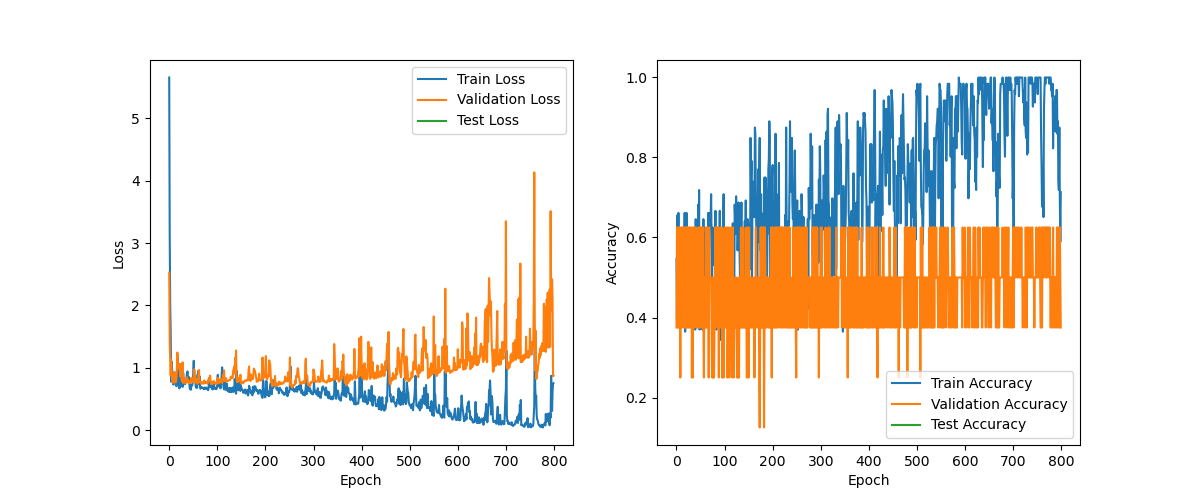 Train Loss
Validation Loss
Test Loss
5
4
3
2
1
0
Loss
0 100 200 300 400 500 600 700 800
Epoch
1.0
0.8
0.6
0.4
0.2
Accuracy
Train Accuracy
Validation Accuracy
Test Accuracy
0 100 200 300 400 500 600 700 800
Epoch